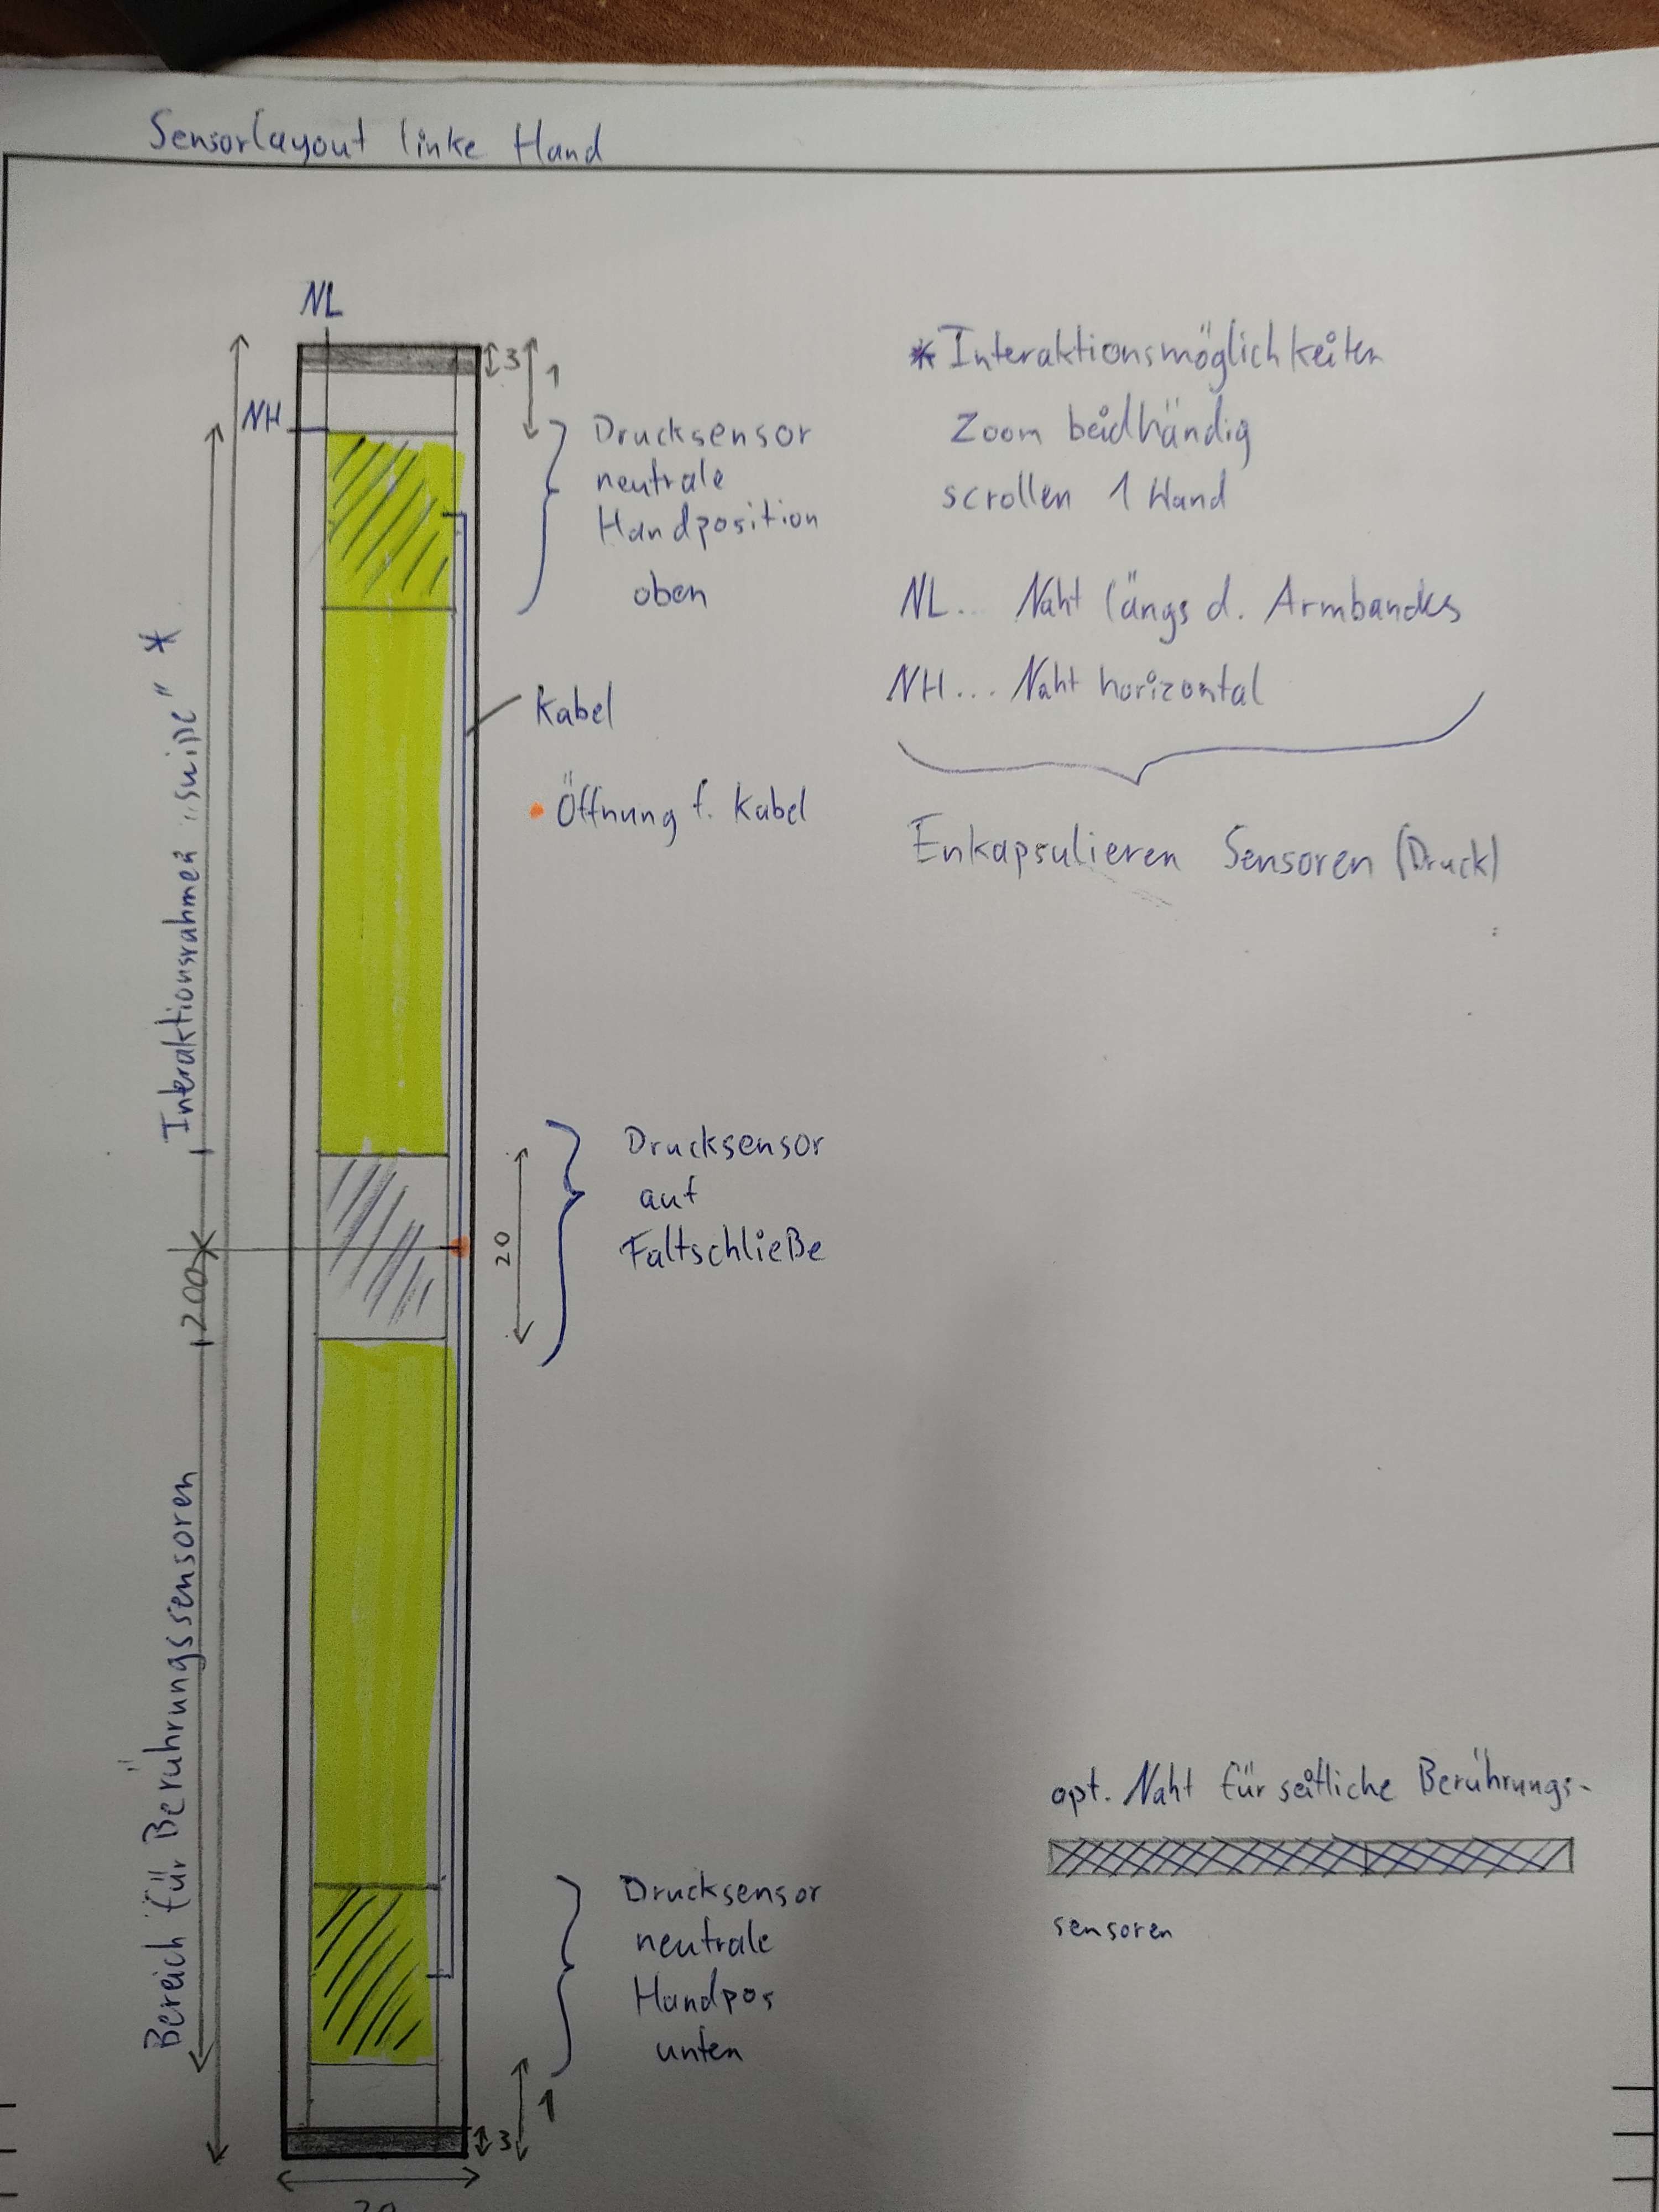 Sensorlayout linke Hand
NL
3
1
NH
Drucksensor
neutrale
Handposition
oben
* Interaktionsmöglichkeiten
Zoom beidhändig
scrollen 1 Hand
NL... Naht längs d. Armbandes
NH... Naht horizontal
Enkapsulieren Sensoren (Druck)
Kabel
Öffnung f. Kabel
Interaktionsrahmen *
Drucksensor
auf
Faltschließe
20
200
Bereich für Berührungssensoren
opt. Naht für seitliche Berührungs-
sensoren
Drucksensor
neutrale
Handpos
unten
1
3